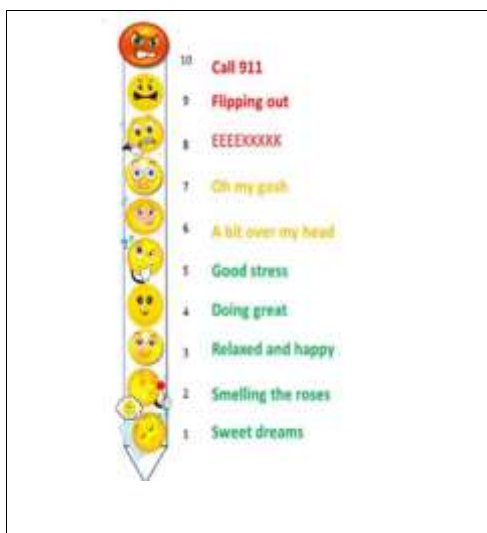 10 Call 911
9 Flipping out
8 EEEEKKKKK
7 Oh my gosh
6 A bit over my head
5 Good stress
4 Doing great
3 Relaxed and happy
2 Smelling the roses
1 Sweet dreams